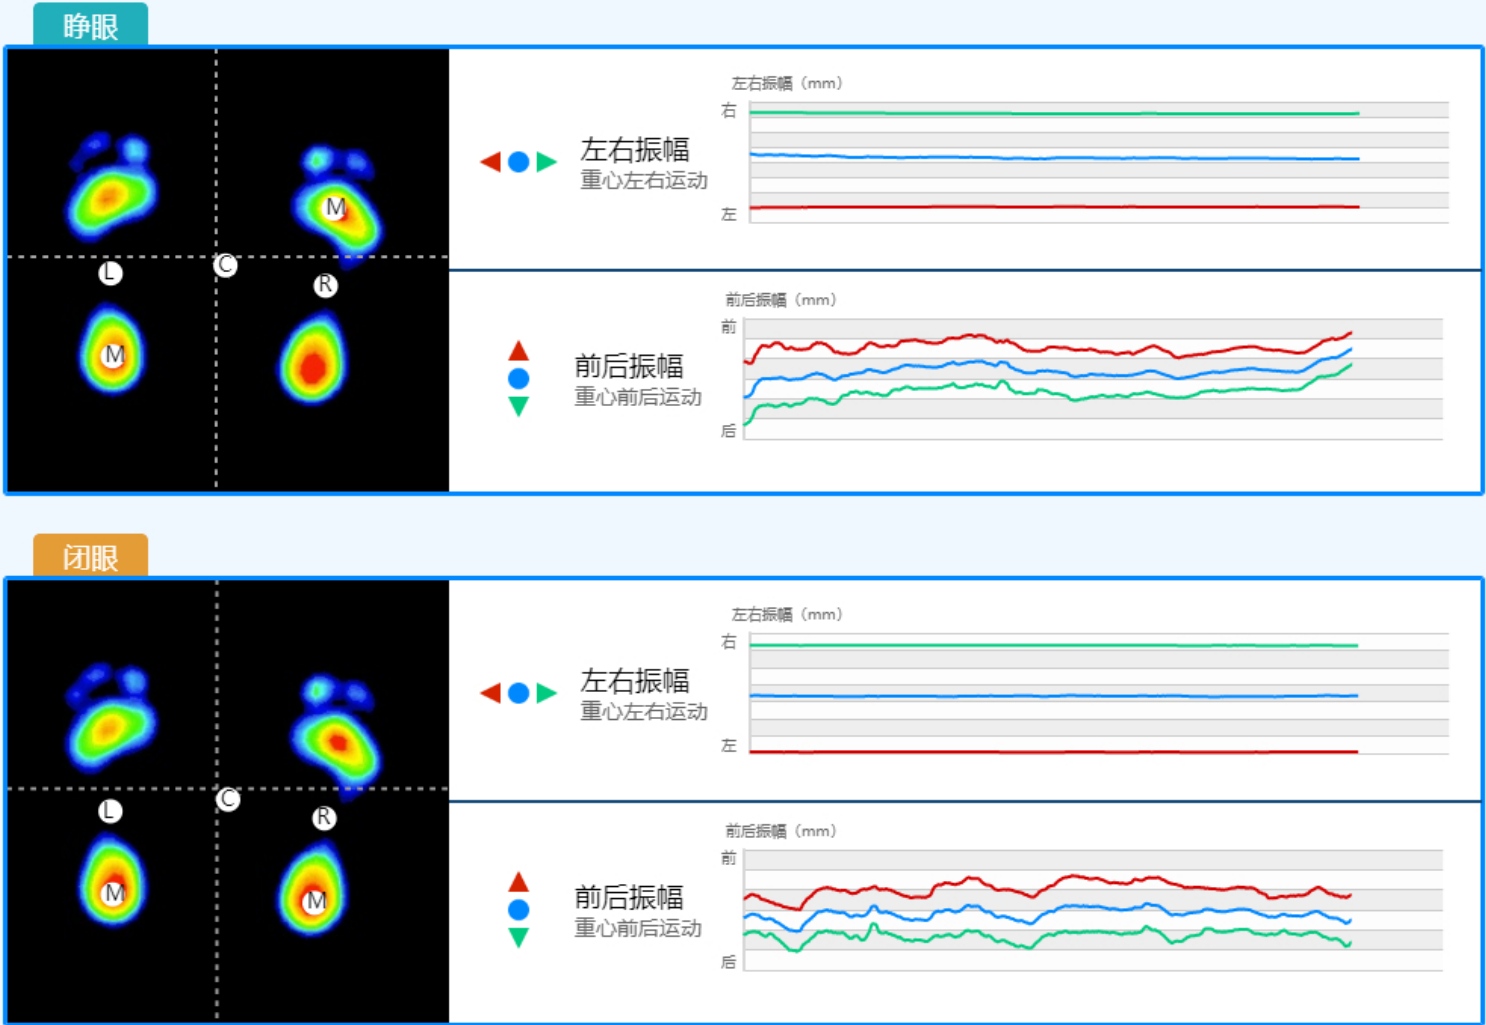 睁眼
左右振幅（mm）
右
左右振幅
重心左右运动
左
M
L
C
R
M
前后振幅（mm）
前
前后振幅
重心前后运动
后
闭眼
左右振幅（mm）
右
左右振幅
重心左右运动
左
L
C
R
M
M
前后振幅（mm）
前
前后振幅
重心前后运动
后